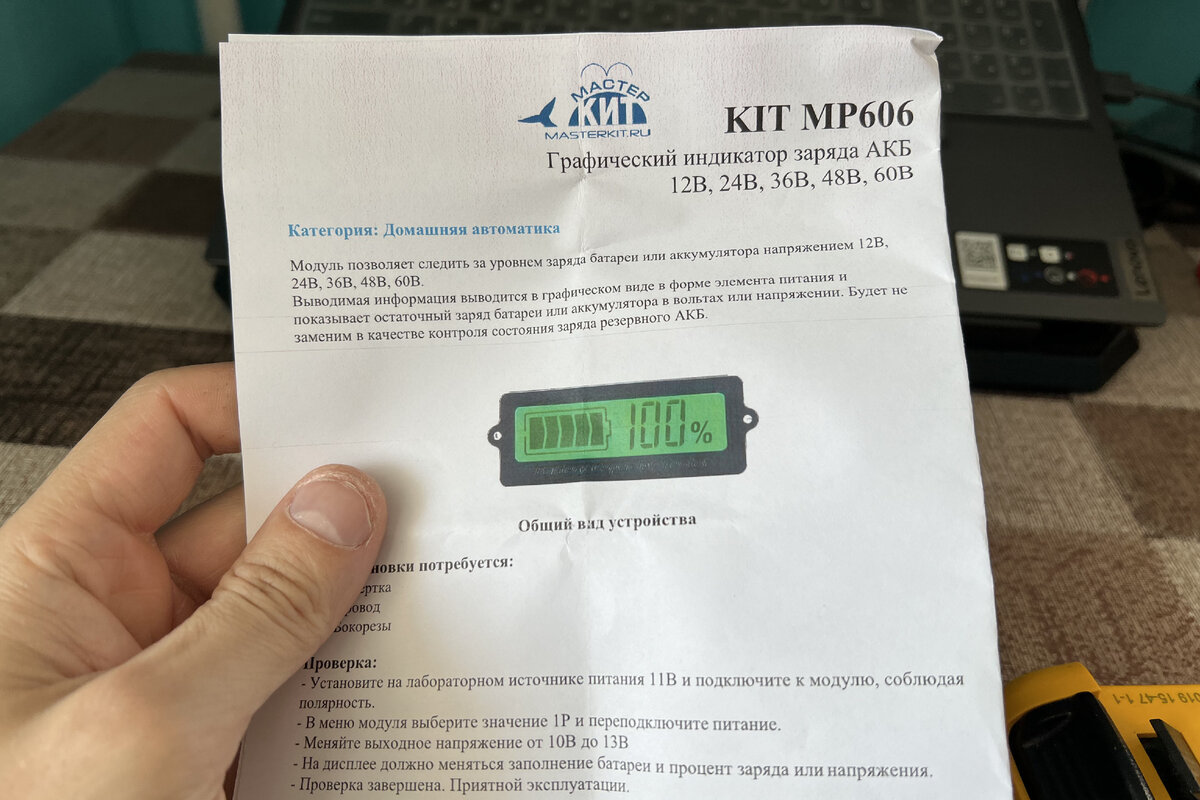 МАСТЕР
КИТ
MASTERKIT.RU
KIT MP606
Графический индикатор заряда АКБ
12В, 24В, 36В, 48В, 60В
Категория: Домашняя автоматика
Модуль позволяет следить за уровнем заряда батареи или аккумулятора напряжением 12В,
24В, 36В, 48В, 60В.
Выводимая информация выводится в графическом виде в форме элемента питания и
показывает остаточный заряд батареи или аккумулятора в вольтах или напряжении. Будет не
заменим в качестве контроля состояния заряда резервного АКБ.
100%
Общий вид устройства
новки потребуется:
ертка
ровод
Бокорезы
Проверка:
- Установите на лабораторном источнике питания 11В и подключите к модулю, соблюдая
полярность.
- В меню модуля выберите значение 1Р и переподключите питание.
- Меняйте выходное напряжение от 10В до 13В
- На дисплее должно меняться заполнение батареи и процент заряда или напряжения.
- Проверка завершена. Приятной эксплуатации.
Lenovo
019 15-47 1-1